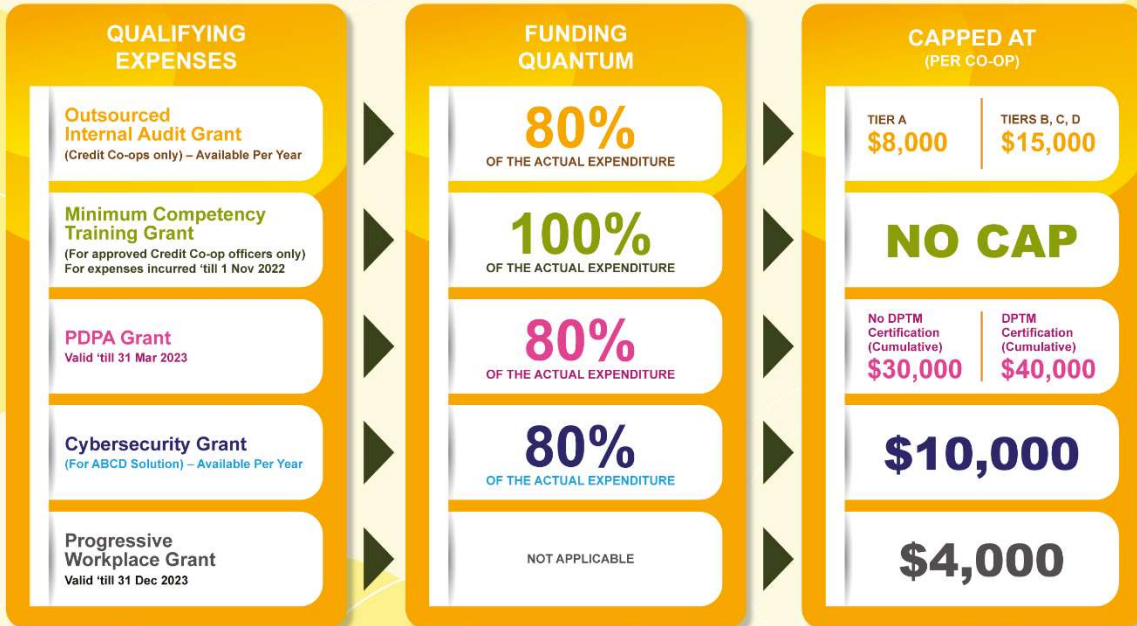 QUALIFYING
EXPENSES
FUNDING
QUANTUM
CAPPED AT
(PER CO-OP)
Outsourced
Internal Audit Grant
(Credit Co-ops only) – Available Per Year
80%
OF THE ACTUAL EXPENDITURE
TIER A
$8,000
TIERS B, C, D
$15,000
Minimum Competency
Training Grant
(For approved Credit Co-op officers only)
For expenses incurred ‘till 1 Nov 2022
100%
OF THE ACTUAL EXPENDITURE
NO CAP
PDPA Grant
Valid ‘till 31 Mar 2023
80%
OF THE ACTUAL EXPENDITURE
No DPTM
Certification
(Cumulative)
$30,000
DPTM
Certification
(Cumulative)
$40,000
Cybersecurity Grant
(For ABCD Solution) – Available Per Year
80%
OF THE ACTUAL EXPENDITURE
$10,000
Progressive
Workplace Grant
Valid ‘till 31 Dec 2023
NOT APPLICABLE
$4,000